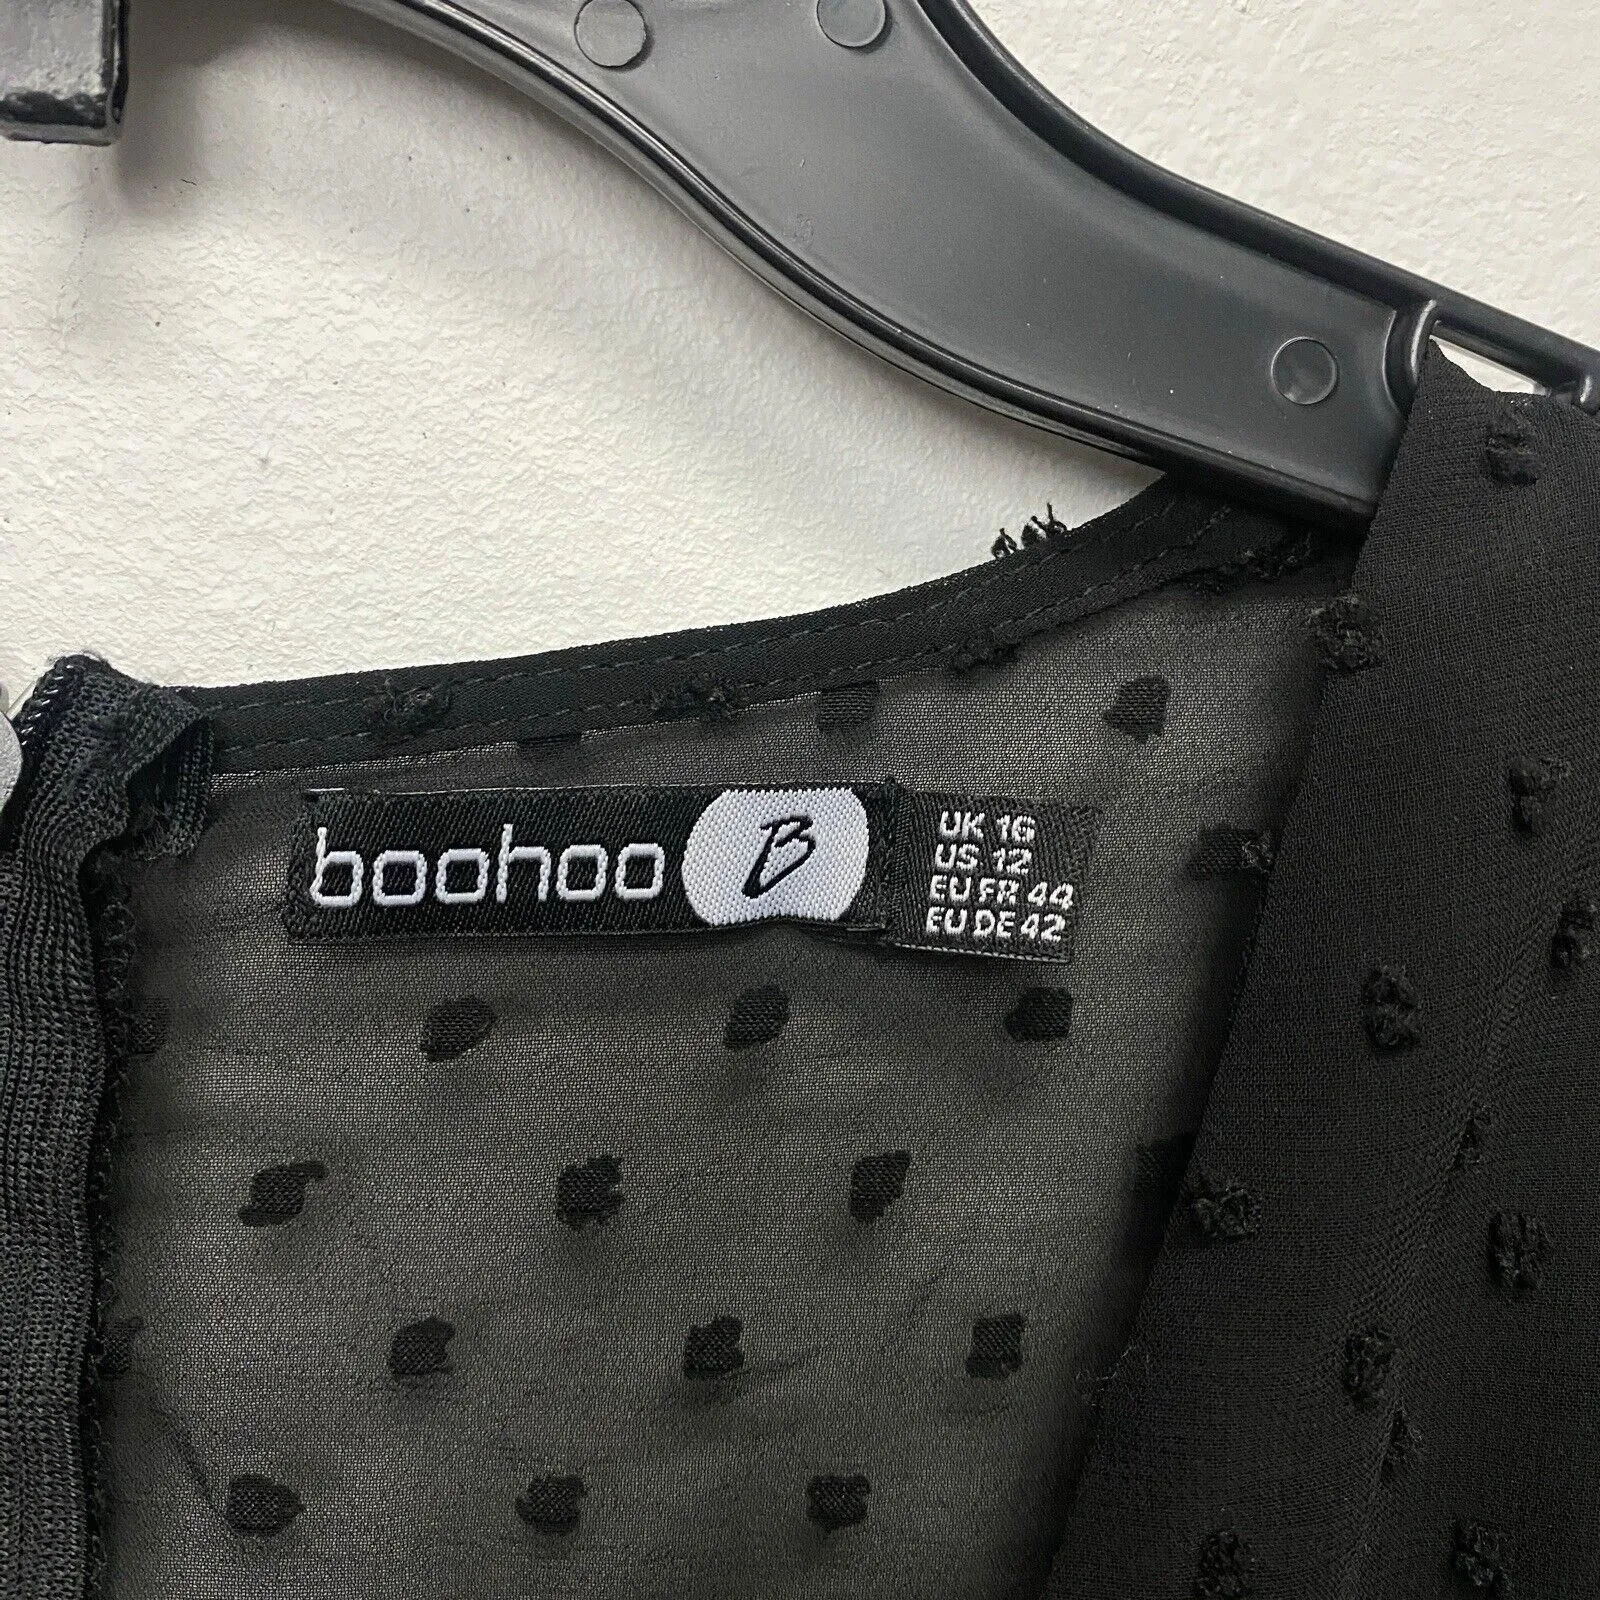 boohoo B
UK 16
US 12
EU FR 44
EU DE 42